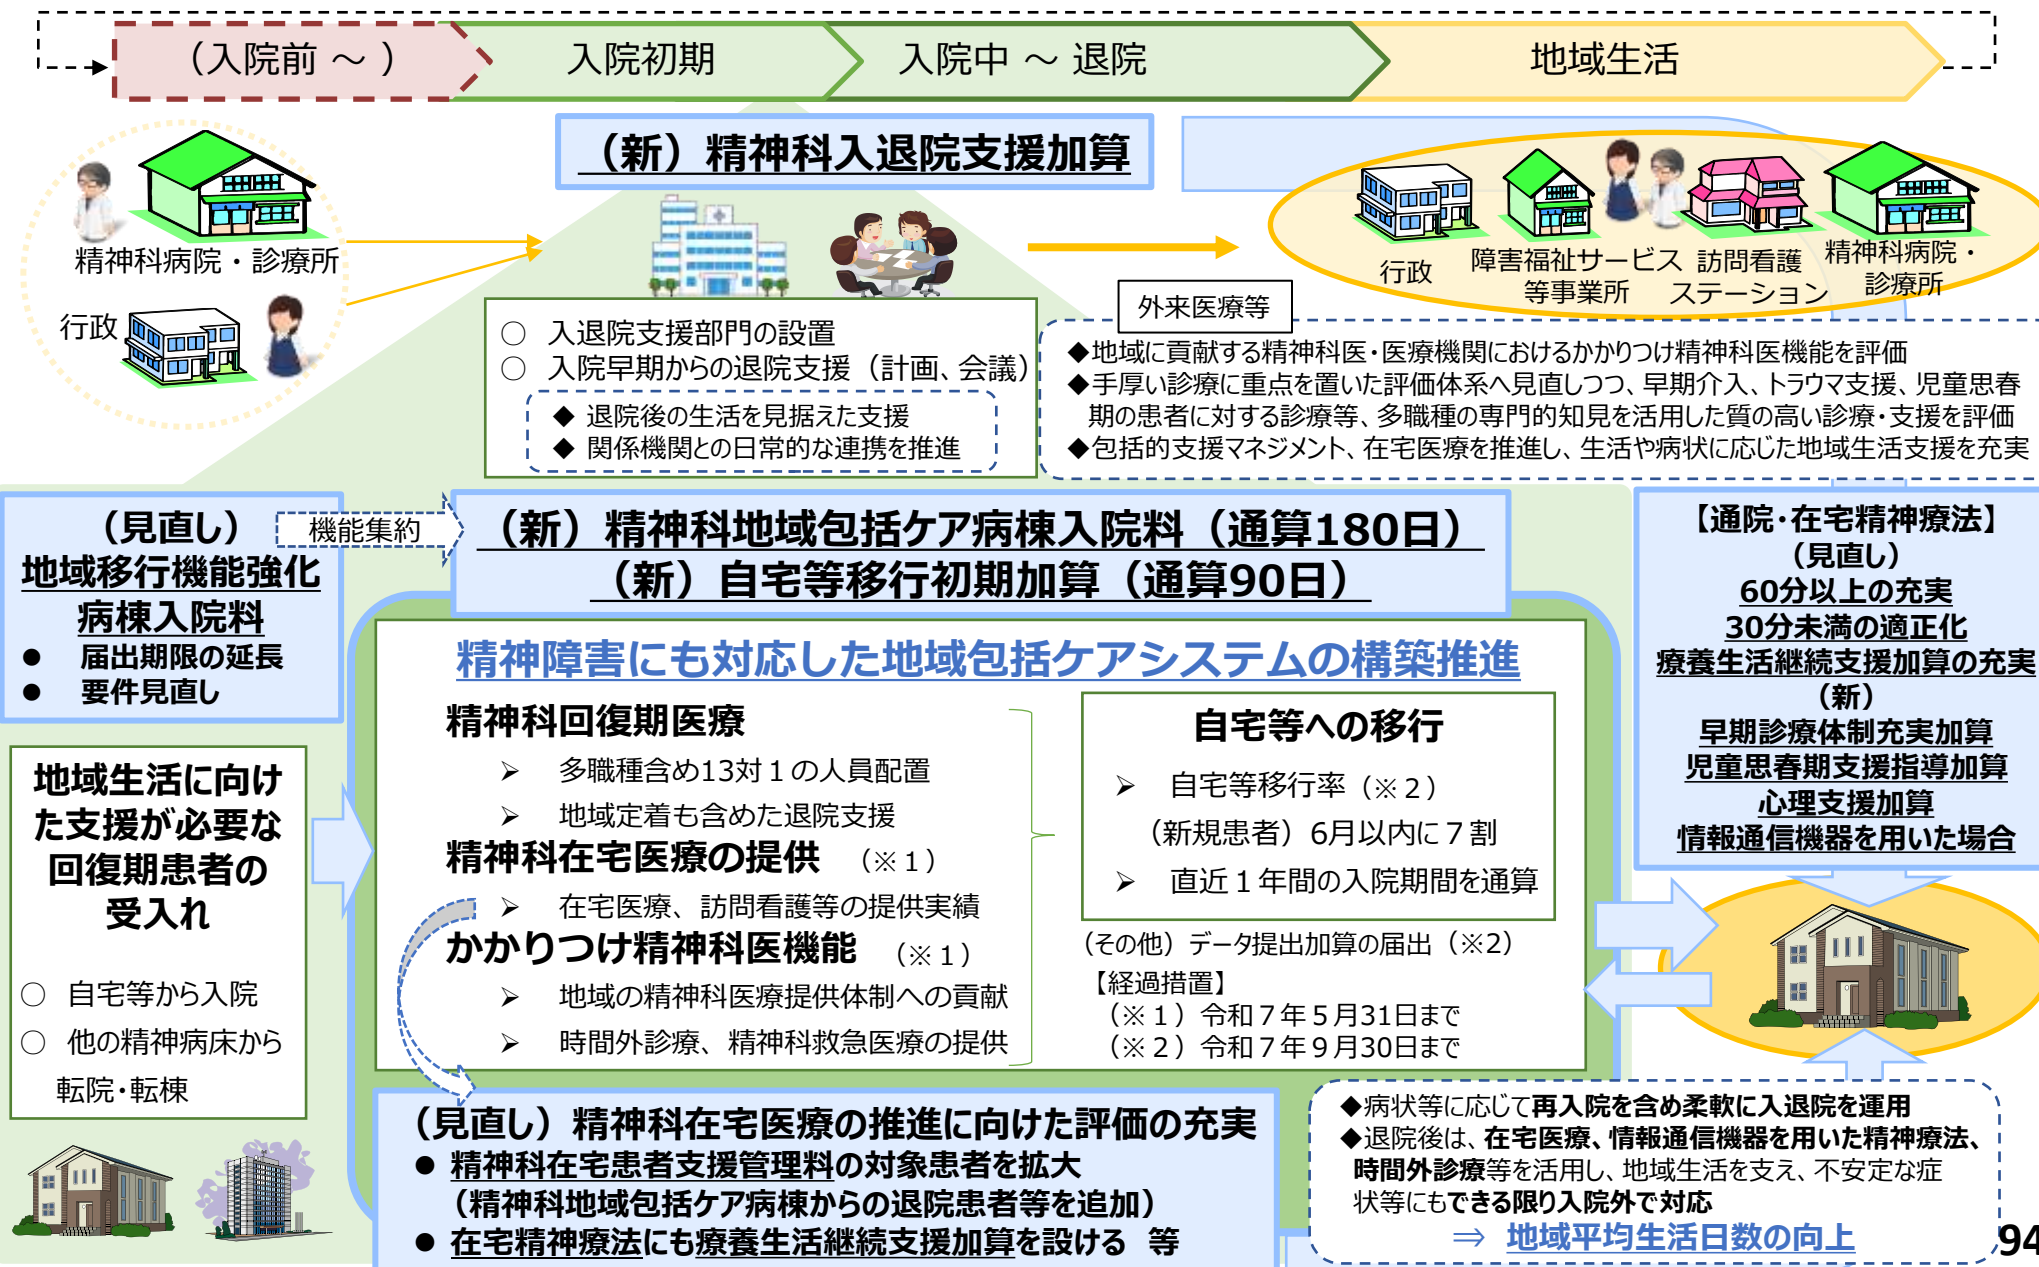 （入院前 ～ ）
入院初期
入院中 ～ 退院
地域生活
（新）精神科入退院支援加算
精神科病院・診療所
行政
○ 入退院支援部門の設置
○ 入院早期からの退院支援（計画、会議）
◆ 退院後の生活を見据えた支援
◆ 関係機関との日常的な連携を推進
行政
障害福祉サービス
等事業所
訪問看護
ステーション
精神科病院・
診療所
外来医療等
◆地域に貢献する精神科医・医療機関におけるかかりつけ精神科医機能を評価
◆手厚い診療に重点を置いた評価体系へ見直しつつ、早期介入、トラウマ支援、児童思春
期の患者に対する診療等、多職種の専門的知見を活用した質の高い診療・支援を評価
◆包括的支援マネジメント、在宅医療を推進し、生活や病状に応じた地域生活支援を充実
（見直し）
地域移行機能強化
病棟入院料
● 届出期限の延長
● 要件見直し
機能集約
（新）精神科地域包括ケア病棟入院料（通算180日）
（新）自宅等移行初期加算（通算90日）
地域生活に向け
た支援が必要な
回復期患者の
受入れ
○ 自宅等から入院
○ 他の精神病床から
転院・転棟
精神障害にも対応した地域包括ケアシステムの構築推進
精神科回復期医療
➢ 多職種含め13対１の人員配置
➢ 地域定着も含めた退院支援
精神科在宅医療の提供 （※１）
➢ 在宅医療、訪問看護等の提供実績
かかりつけ精神科医機能 （※１）
➢ 地域の精神科医療提供体制への貢献
➢ 時間外診療、精神科救急医療の提供
自宅等への移行
➢ 自宅等移行率（※２）
（新規患者）6月以内に７割
➢ 直近１年間の入院期間を通算
（その他）データ提出加算の届出（※2）
【経過措置】
（※１）令和７年５月31日まで
（※２）令和７年９月30日まで
（見直し）精神科在宅医療の推進に向けた評価の充実
● 精神科在宅患者支援管理料の対象患者を拡大
（精神科地域包括ケア病棟からの退院患者等を追加）
● 在宅精神療法にも療養生活継続支援加算を設ける 等
【通院・在宅精神療法】
（見直し）
60分以上の充実
30分未満の適正化
療養生活継続支援加算の充実
（新）
早期診療体制充実加算
児童思春期支援指導加算
心理支援加算
情報通信機器を用いた場合
◆病状等に応じて再入院を含め柔軟に入退院を運用
◆退院後は、在宅医療、情報通信機器を用いた精神療法、
時間外診療等を活用し、地域生活を支え、不安定な症
状等にもできる限り入院外で対応
⇒ 地域平均生活日数の向上
94